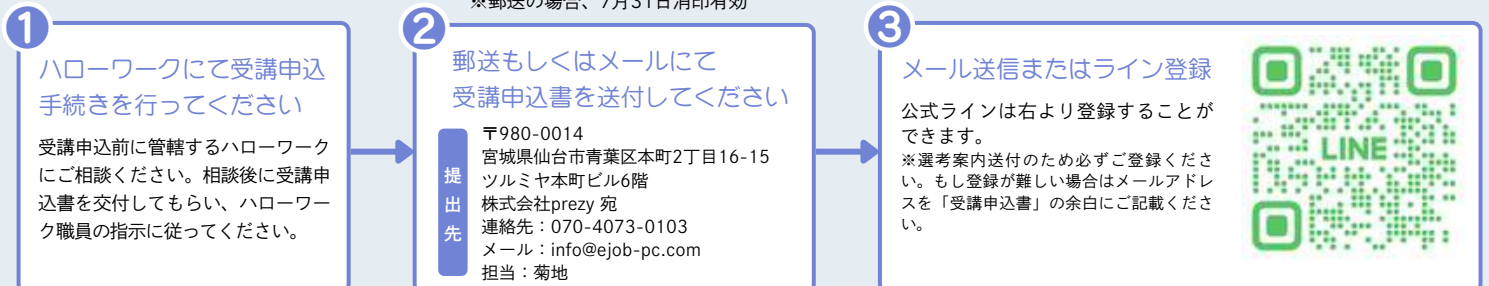 ※郵送の場合、7月31日消印有効
1
ハローワークにて受講申込
手続きを行ってください
受講申込前に管轄するハローワーク
にご相談ください。相談後に受講申
込書を交付してもらい、ハローワー
ク職員の指示に従ってください。
2
郵送もしくはメールにて
受講申込書を送付してください
提出先
〒980-0014
宮城県仙台市青葉区本町2丁目16-15
ツルミヤ本町ビル6階
株式会社prezy 宛
連絡先：070-4073-0103
メール：info@ejob-pc.com
担当：菊地
3
メール送信またはライン登録
公式ラインは右より登録することが
できます。
※選考案内送付のため必ずご登録くださ
い。もし登録が難しい場合はメールアドレ
スを「受講申込書」の余白にご記載くださ
い。
LINE